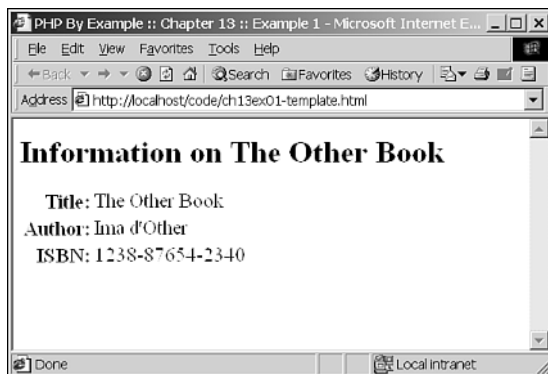 PHP By Example :: Chapter 13 :: Example 1 - Microsoft Internet E...
File Edit View Favorites Tools Help
Back Search Favorites History
Address http://localhost/code/ch13ex01-template.html
Information on The Other Book
Title: The Other Book
Author: Ima d'Other
ISBN: 1238-87654-2340
Done Local intranet